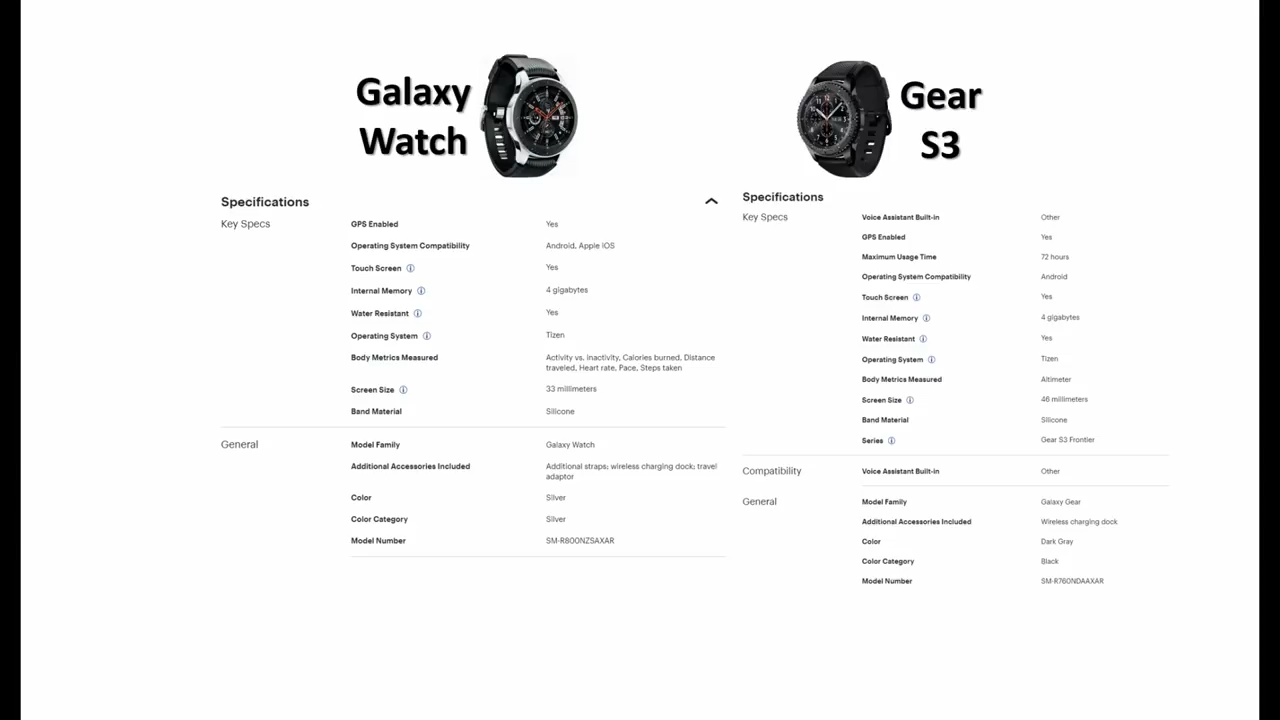 Galaxy
Watch
Specifications
Key Specs
GPS Enabled Yes
Operating System Compatibility Android, Apple IOS
Touch Screen Yes
Internal Memory 4 gigabytes
Water Resistant Yes
Operating System Tizen
Body Metrics Measured Activity vs. inactivity, Calories burned, Distance
traveled, Heart rate, Pace, Steps taken
Screen Size 33 millimeters
Band Material Silicone
General
Model Family Galaxy Watch
Additional Accessories Included Additional straps; wireless charging dock; travel
adaptor
Color Silver
Color Category Silver
Model Number SM-R800NZSAXAR
Gear
S3
Specifications
Key Specs
Voice Assistant Built-in Other
GPS Enabled Yes
Maximum Usage Time 72 hours
Operating System Compatibility Android
Touch Screen Yes
Internal Memory 4 gigabytes
Water Resistant Yes
Operating System Tizen
Body Metrics Measured Altimeter
Screen Size 46 millimeters
Band Material Silicone
Series Gear S3 Frontier
Compatibility
Voice Assistant Built-in Other
General
Model Family Galaxy Gear
Additional Accessories Included Wireless charging dock
Color Dark Gray
Color Category Black
Model Number SM-R760NDAAXAR